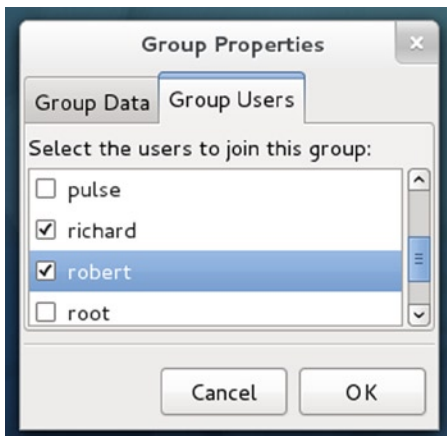 Group Properties
Group Data Group Users
Select the users to join this group:
pulse
richard
robert
root
Cancel OK